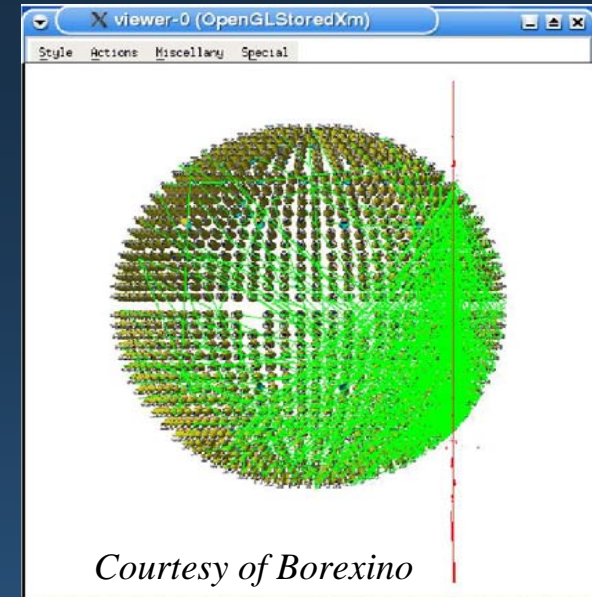 X viewer-0 (OpenGLStoredXm)
Style Actions Miscellany Special
Courtesy of Borexino